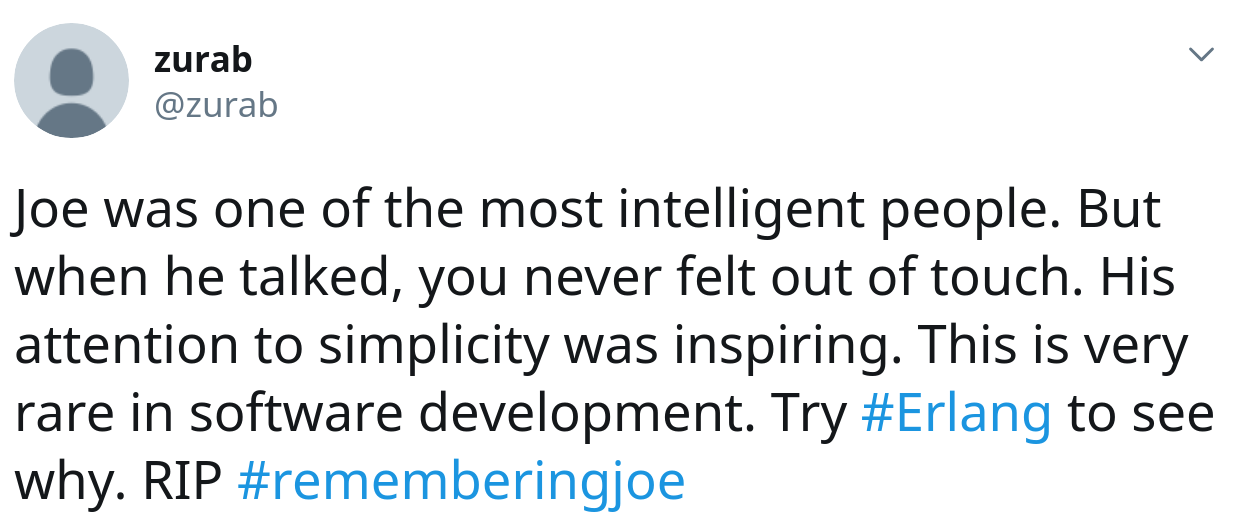 zurab
@zurab
Joe was one of the most intelligent people. But
when he talked, you never felt out of touch. His
attention to simplicity was inspiring. This is very
rare in software development. Try #Erlang to see
why. RIP #rememberingjoe